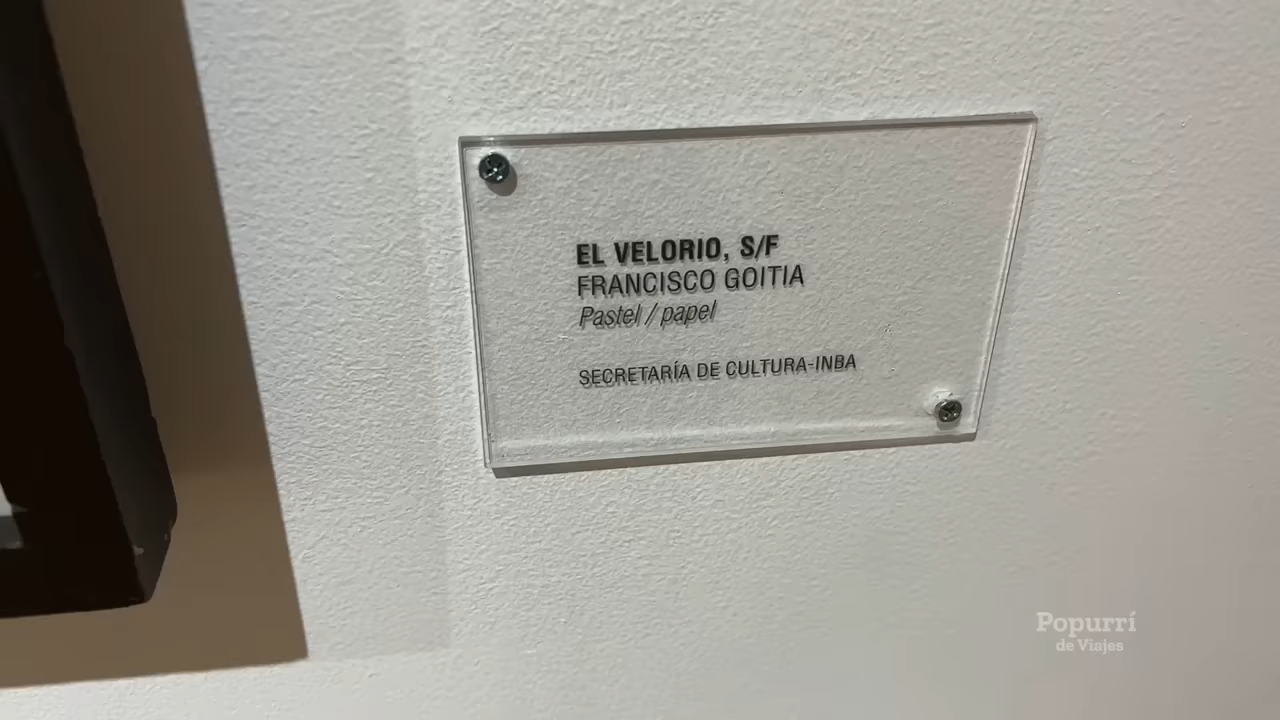 EL VELORIO, S/F
FRANCISCO GOITIA
Pastel / papel
SECRETARÍA DE CULTURA-INBA
Popurrí
de Viajes